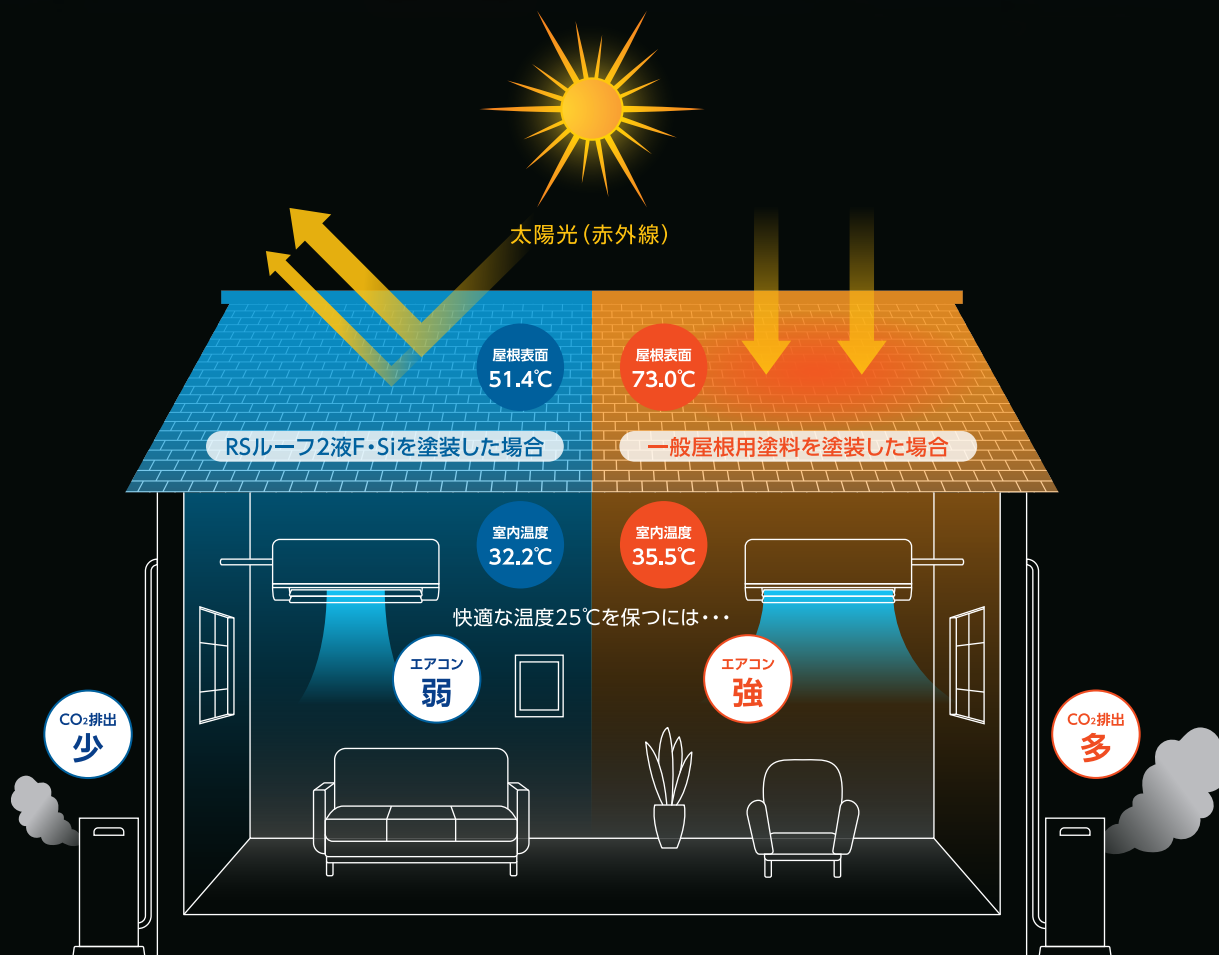 太陽光(赤外線)
屋根表面
51.4℃
屋根表面
73.0℃
RSルーフ2液F・Siを塗装した場合
一般屋根用塗料を塗装した場合
室内温度
32.2℃
室内温度
35.5℃
快適な温度25℃を保つには・・・
エアコン
弱
エアコン
強
CO₂排出
少
CO₂排出
多